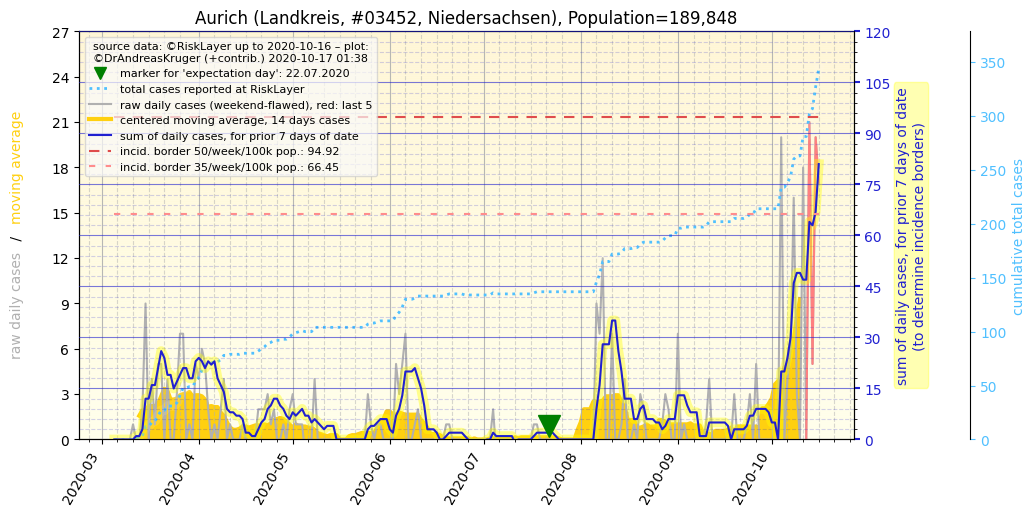 Aurich (Landkreis, #03452, Niedersachsen), Population=189,848
source data: ©RiskLayer up to 2020-10-16 – plot:
©DrAndreasKruger (+contrib.) 2020-10-17 01:38
marker for 'expectation day': 22.07.2020
total cases reported at RiskLayer
raw daily cases (weekend-flawed), red: last 5
centered moving average, 14 days cases
sum of daily cases, for prior 7 days of date
incid. border 50/week/100k pop.: 94.92
incid. border 35/week/100k pop.: 66.45
raw daily cases / moving average
27
24
21
18
15
12
9
6
3
0
2020-03
2020-04
2020-05
2020-06
2020-07
2020-08
2020-09
2020-10
120
105
90
75
60
45
30
15
0
sum of daily cases, for prior 7 days of date
(to determine incidence borders)
350
300
250
200
150
100
50
0
cumulative total cases